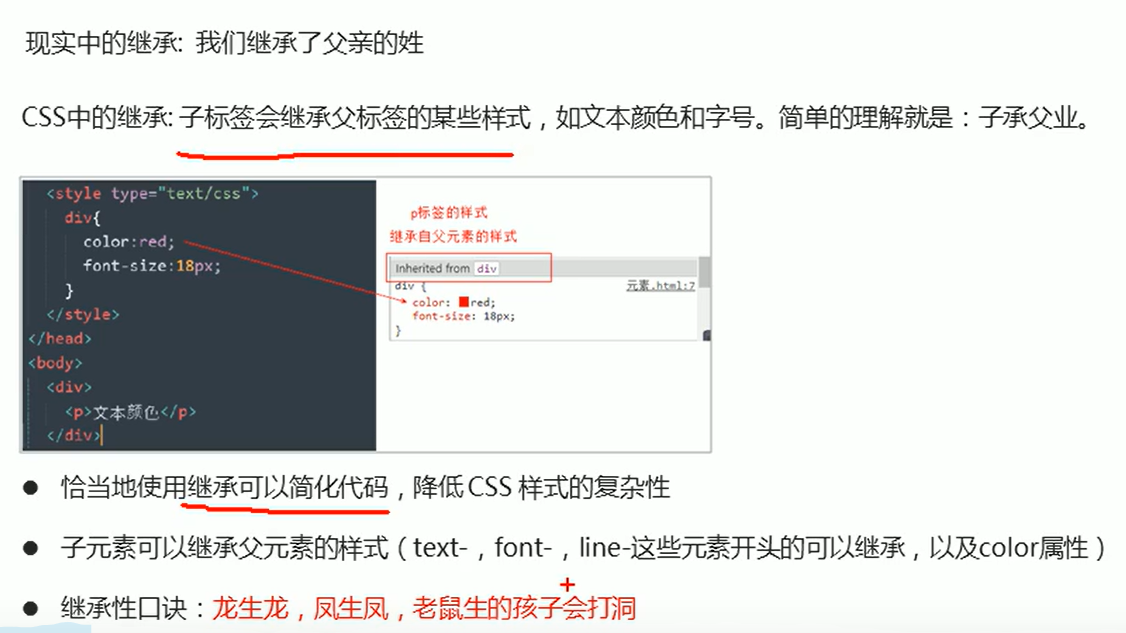 现实中的继承: 我们继承了父亲的姓
CSS中的继承: 子标签会继承父标签的某些样式，如文本颜色和字号。简单的理解就是：子承父业。
<style type="text/css">
div{
color:red;
font-size:18px;
}
</style>
</head>
<body>
<div>
<p>文本颜色</p>
</div>
p标签的样式
继承自父元素的样式
Inherited from div
div { 元素.html:7
color: red;
font-size: 18px;
}
● 恰当地使用继承可以简化代码，降低 CSS 样式的复杂性
● 子元素可以继承父元素的样式（text-，font-，line-这些元素开头的可以继承，以及color属性）
● 继承性口诀：龙生龙，凤生凤，老鼠生的孩子会打洞